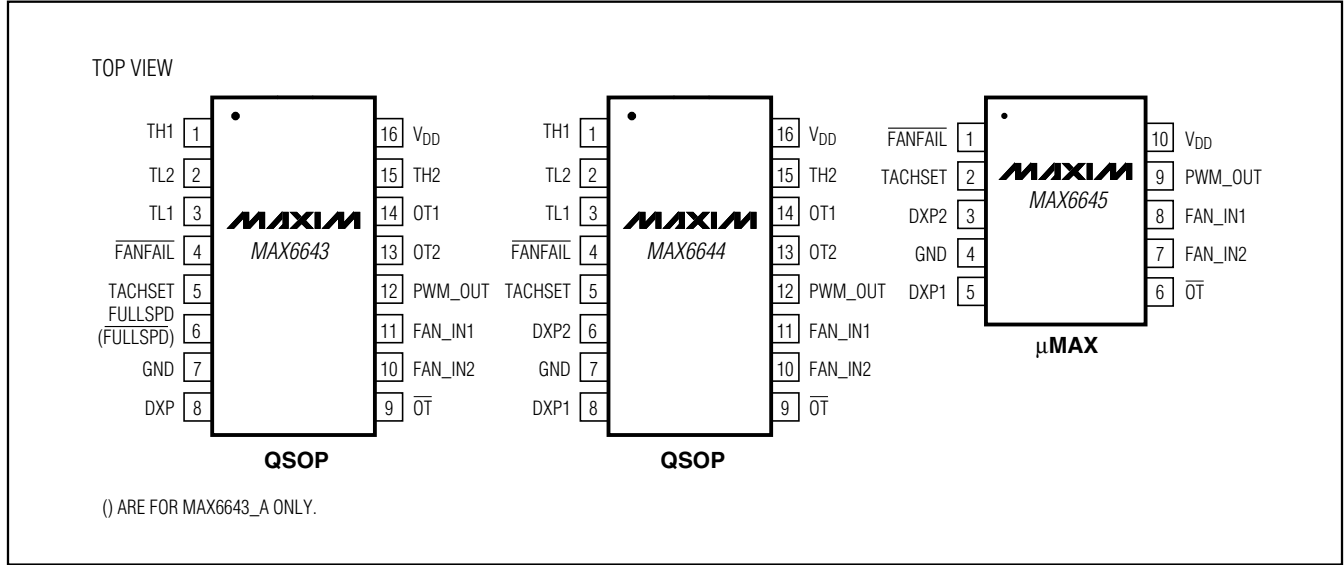 TOP VIEW
TH1 1
TL2 2
TL1 3
FANFAIL 4
TACHSET 5
FULLSPD
(FULLSPD) 6
GND 7
DXP 8
MAXIM
MAX6643
16 VDD
15 TH2
14 OT1
13 OT2
12 PWM_OUT
11 FAN_IN1
10 FAN_IN2
9 OT
QSOP
TH1 1
TL2 2
TL1 3
FANFAIL 4
TACHSET 5
DXP2 6
GND 7
DXP1 8
MAXIM
MAX6644
16 VDD
15 TH2
14 OT1
13 OT2
12 PWM_OUT
11 FAN_IN1
10 FAN_IN2
9 OT
QSOP
FANFAIL 1
TACHSET 2
DXP2 3
GND 4
DXP1 5
MAXIM
MAX6645
10 VDD
9 PWM_OUT
8 FAN_IN1
7 FAN_IN2
6 OT
μMAX
() ARE FOR MAX6643_A ONLY.